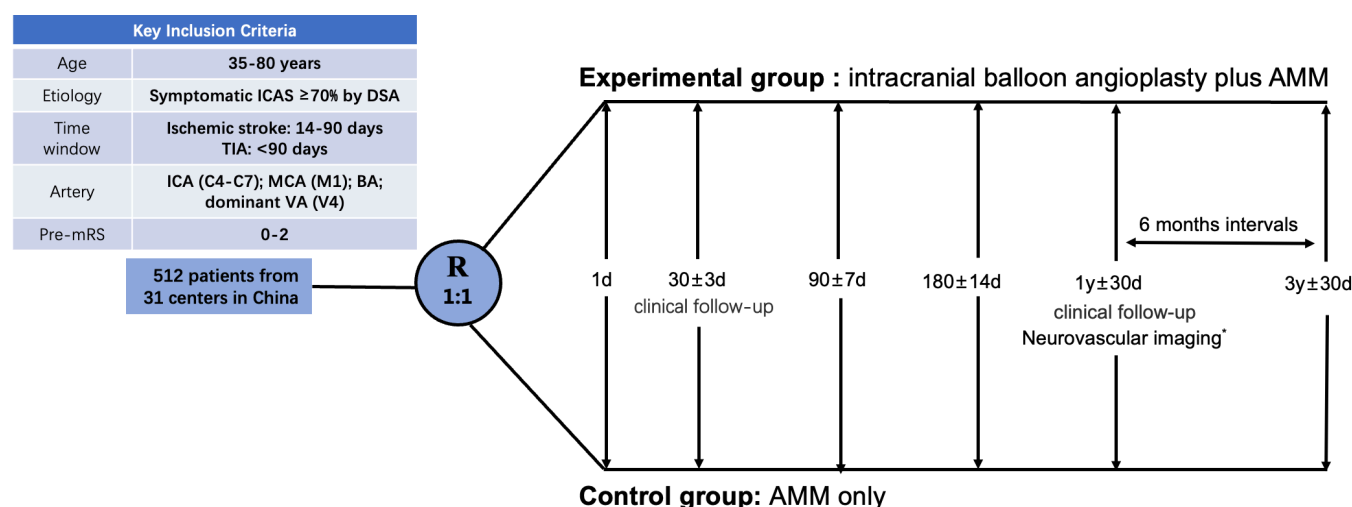 Key Inclusion Criteria
Age
35-80 years
Etiology
Symptomatic ICAS ≥70% by DSA
Time
window
Ischemic stroke: 14-90 days
TIA: <90 days
Artery
ICA (C4-C7); MCA (M1); BA;
dominant VA (V4)
Pre-mRS
0-2
512 patients from
31 centers in China
R
1:1
Experimental group : intracranial balloon angioplasty plus AMM
6 months intervals
1d
30±3d
90±7d
180±14d
1y±30d
3y±30d
clinical follow-up
clinical follow-up
Neurovascular imaging*
Control group: AMM only